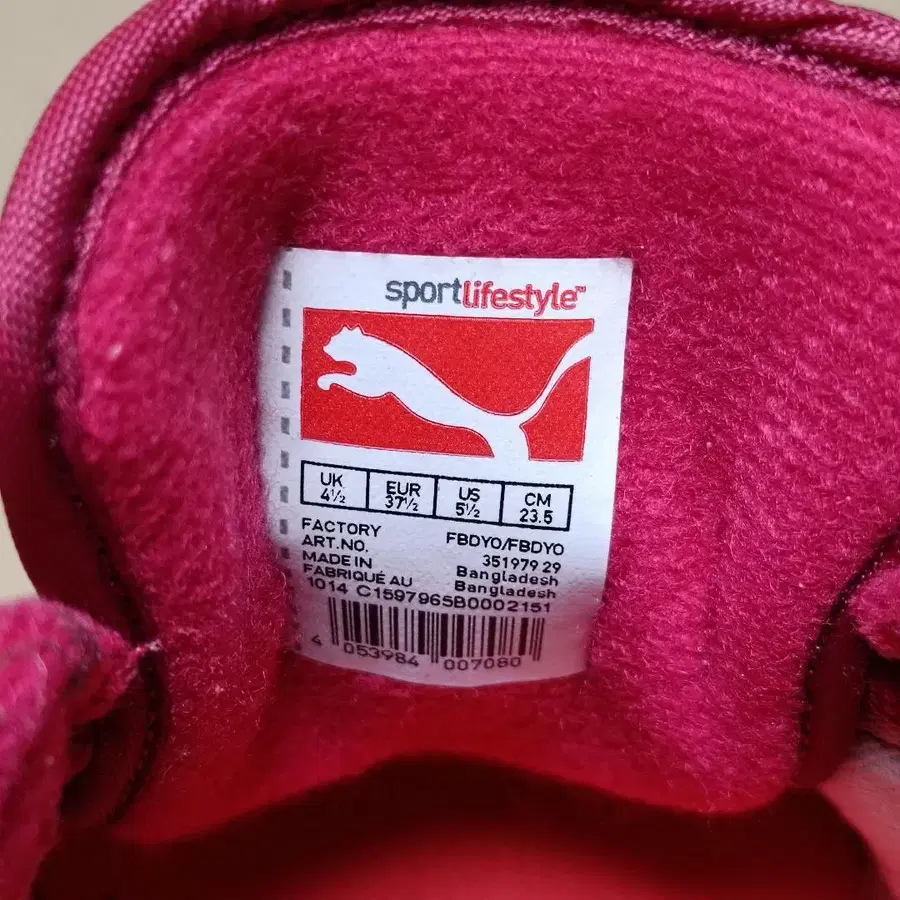 sportlifestyle™
UK EUR US CM
4½ 37½ 5½ 23.5
FACTORY FBDYO/FBDYO
ART.NO. 351979 29
MADE IN Bangladesh
FABRIQUÉ AU Bangladesh
1014 C1597965B0002151
4 053984 007080